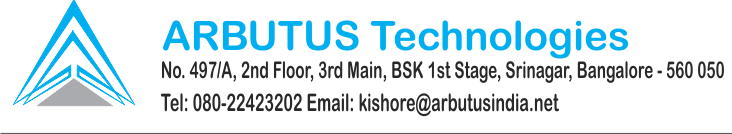 ARBUTUS Technologies
No. 497/A, 2nd Floor, 3rd Main, BSK 1st Stage, Srinagar, Bangalore - 560 050
Tel: 080-22423202 Email: kishore@arbutusindia.net